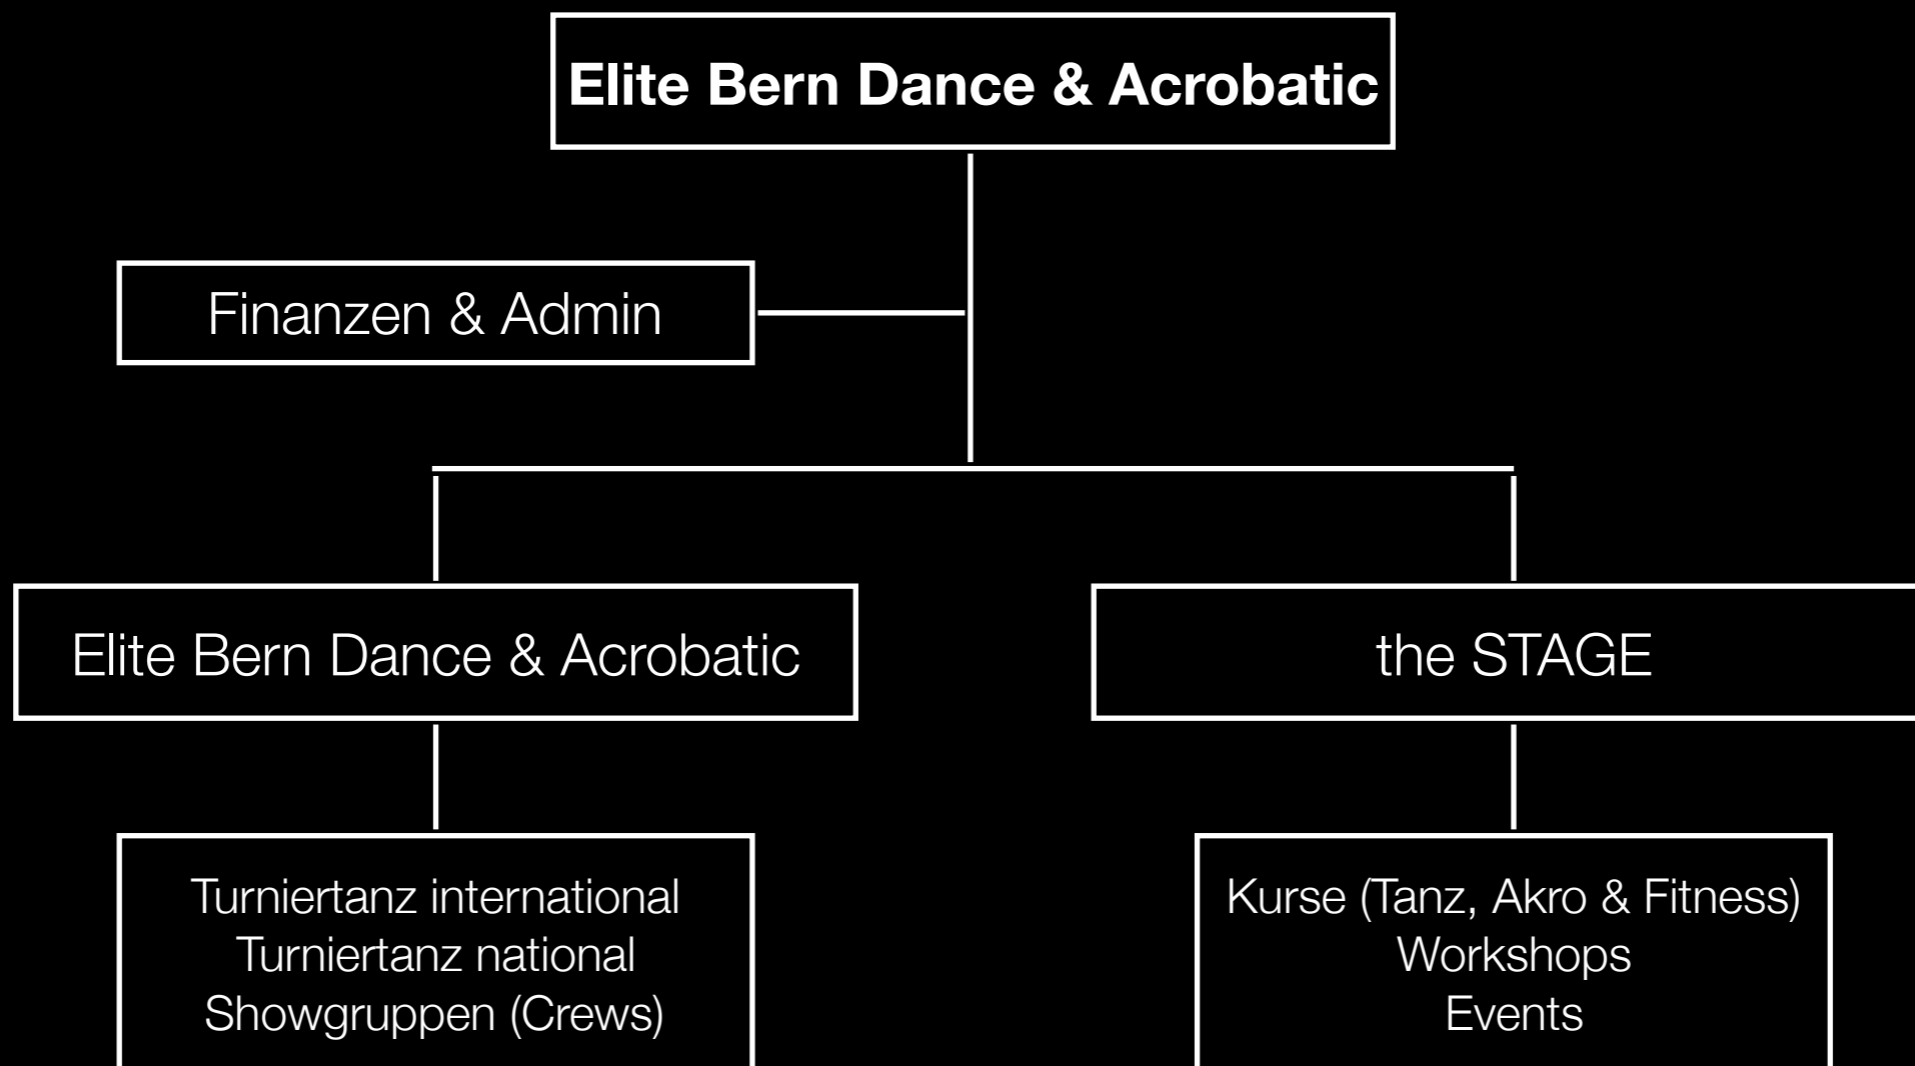 Elite Bern Dance & Acrobatic
Finanzen & Admin
Elite Bern Dance & Acrobatic
the STAGE
Turniertanz international
Turniertanz national
Showgruppen (Crews)
Kurse (Tanz, Akro & Fitness)
Workshops
Events